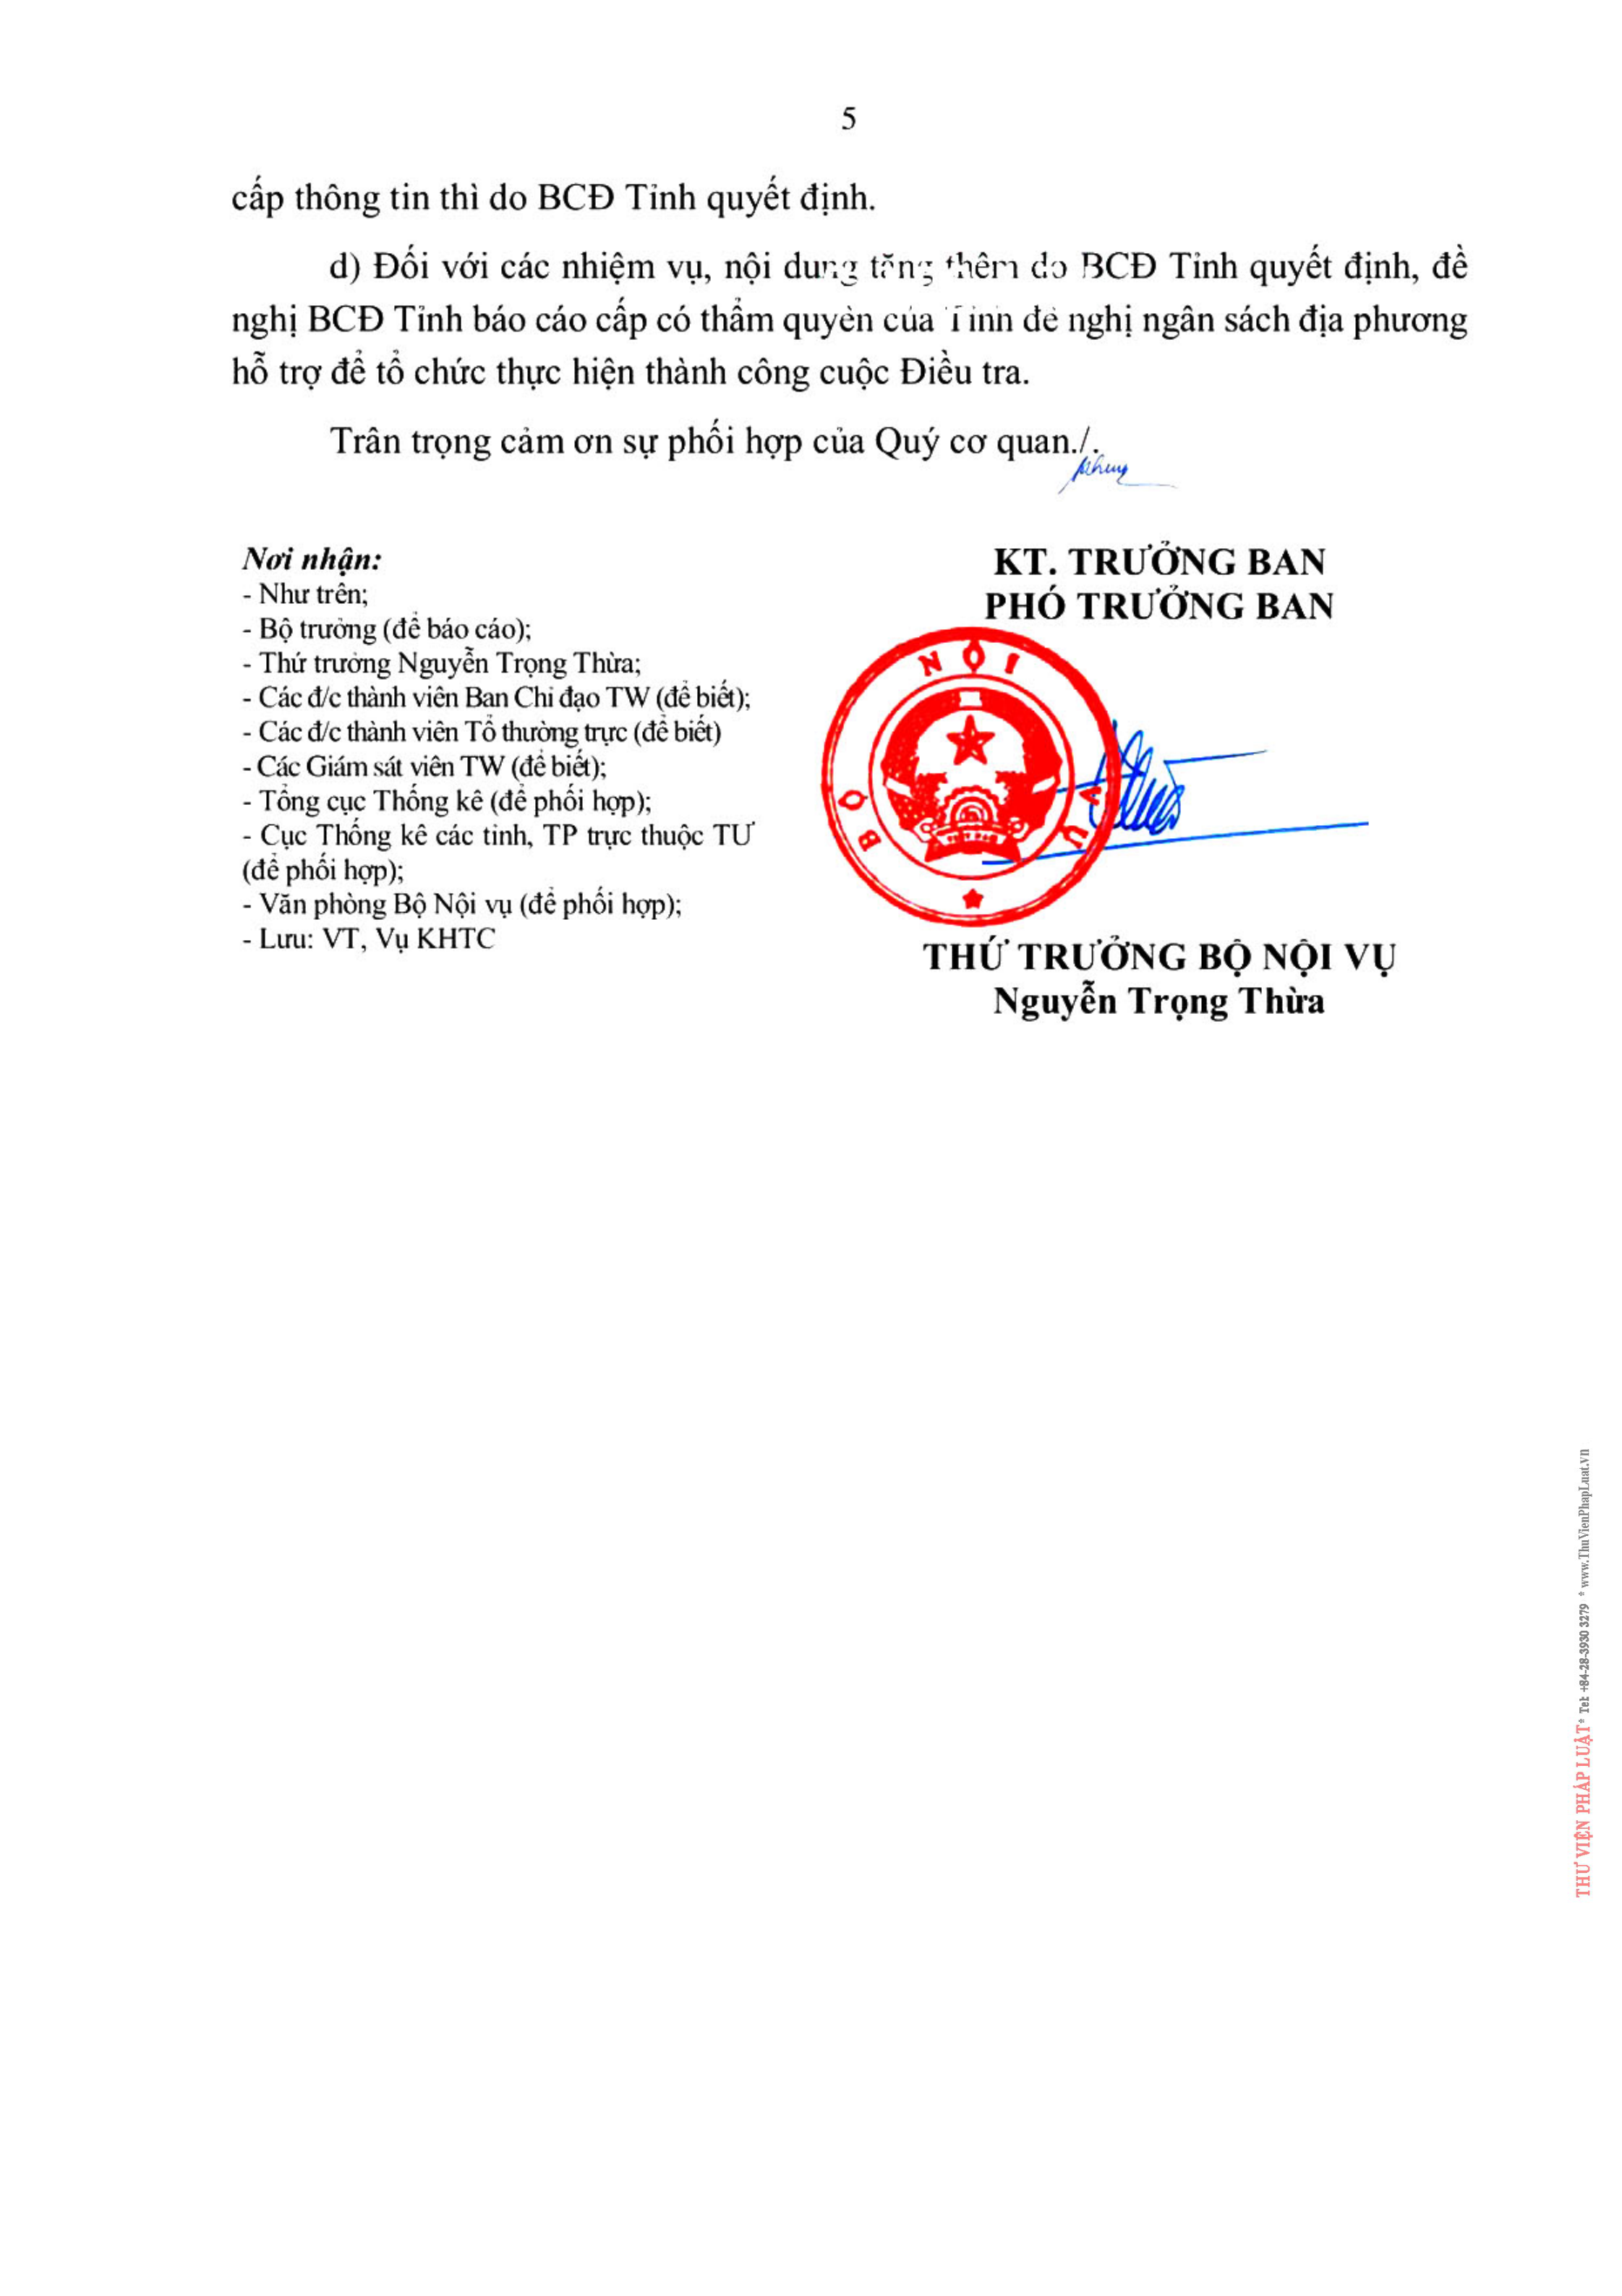 5
cấp thông tin thì do BCĐ Tỉnh quyết định.
d) Đối với các nhiệm vụ, nội dung tăng thêm do BCĐ Tỉnh quyết định, đề
nghị BCĐ Tỉnh báo cáo cấp có thẩm quyền của Tỉnh đề nghị ngân sách địa phương
hỗ trợ để tổ chức thực hiện thành công cuộc Điều tra.
Trân trọng cảm ơn sự phối hợp của Quý cơ quan./.
Nơi nhận:
- Như trên;
- Bộ trưởng (để báo cáo);
- Thứ trưởng Nguyễn Trọng Thừa;
- Các đ/c thành viên Ban Chỉ đạo TW (để biết);
- Các đ/c thành viên Tổ thường trực (để biết)
- Các Giám sát viên TW (để biết);
- Tổng cục Thống kê (để phối hợp);
- Cục Thống kê các tỉnh, TP trực thuộc TƯ
(để phối hợp);
- Văn phòng Bộ Nội vụ (để phối hợp);
- Lưu: VT, Vụ KHTC
KT. TRƯỞNG BAN
PHÓ TRƯỞNG BAN
BỘ NỘI VỤ
THỨ TRƯỞNG BỘ NỘI VỤ
Nguyễn Trọng Thừa
THƯ VIỆN PHÁP LUẬT * Tel: +84-28-3930 3279 * www.ThuVienPhapLuat.vn